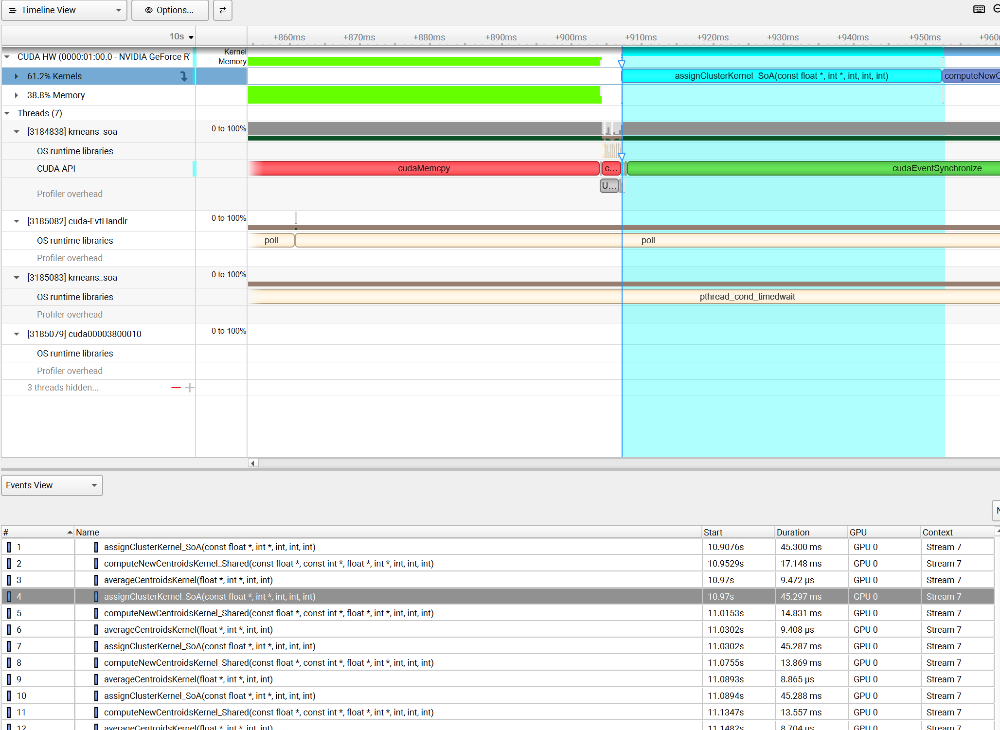 Timeline View
Options...
10s
+860ms +870ms +880ms +890ms +900ms +910ms +920ms +930ms +940ms +950ms
CUDA HW (0000:01:00.0 - NVIDIA GeForce
Kernel
Memory
61.2% Kernels
assignClusterKernel_SoA(const float *, int *, int, int, int)
38.8% Memory
Threads (7)
[3184838] kmeans_soa
0 to 100%
OS runtime libraries
CUDA API
cudaMemcpy
c...
cudaEventSynchronize
U...
Profiler overhead
[3185082] cuda-EvtHandlr
0 to 100%
OS runtime libraries
poll
poll
Profiler overhead
[3185083] kmeans_soa
0 to 100%
OS runtime libraries
pthread_cond_timedwait
Profiler overhead
[3185079] cuda00003800010
0 to 100%
OS runtime libraries
Profiler overhead
3 threads hidden...
Events View
# Name Start Duration GPU Context
1 assignClusterKernel_SoA(const float *, int *, int, int, int) 10.9076s 45.300 ms GPU 0 Stream 7
2 computeNewCentroidsKernel_Shared(const float *, const int *, float *, int *, int, int, int) 10.9529s 17.148 ms GPU 0 Stream 7
3 averageCentroidsKernel(float *, int *, int, int) 10.97s 9.472 μs GPU 0 Stream 7
4 assignClusterKernel_SoA(const float *, int *, int, int, int) 10.97s 45.297 ms GPU 0 Stream 7
5 computeNewCentroidsKernel_Shared(const float *, const int *, float *, int *, int, int, int) 11.0153s 14.831 ms GPU 0 Stream 7
6 averageCentroidsKernel(float *, int *, int, int) 11.0302s 9.408 μs GPU 0 Stream 7
7 assignClusterKernel_SoA(const float *, int *, int, int, int) 11.0302s 45.287 ms GPU 0 Stream 7
8 computeNewCentroidsKernel_Shared(const float *, const int *, float *, int *, int, int, int) 11.0755s 13.869 ms GPU 0 Stream 7
9 averageCentroidsKernel(float *, int *, int, int) 11.0893s 8.865 μs GPU 0 Stream 7
10 assignClusterKernel_SoA(const float *, int *, int, int, int) 11.0894s 45.288 ms GPU 0 Stream 7
11 computeNewCentroidsKernel_Shared(const float *, const int *, float *, int *, int, int, int) 11.1347s 13.557 ms GPU 0 Stream 7
12 averageCentroidsKernel(float *, int *, int, int) 11.1482s 8.704 μs GPU 0 Stream 7